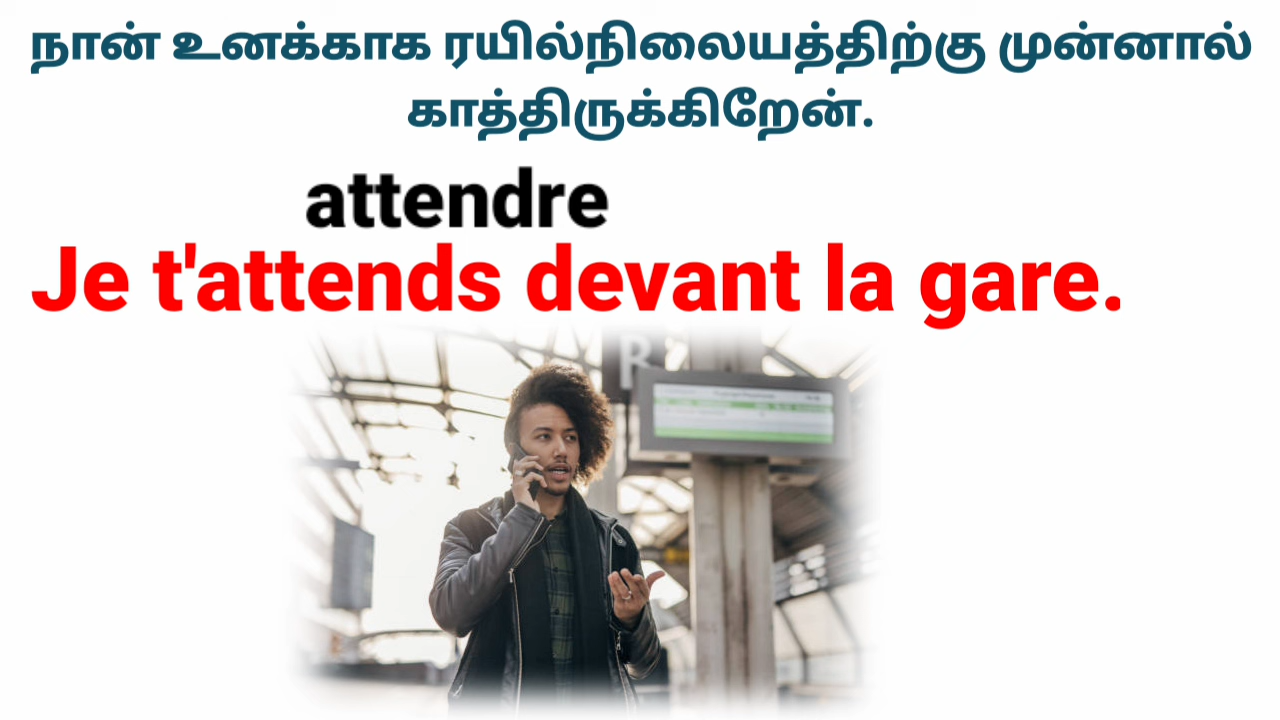 நான் உனக்காக ரயில்நிலையத்திற்கு முன்னால்
காத்திருக்கிறேன்.
attendre
Je t'attends devant la gare.
R